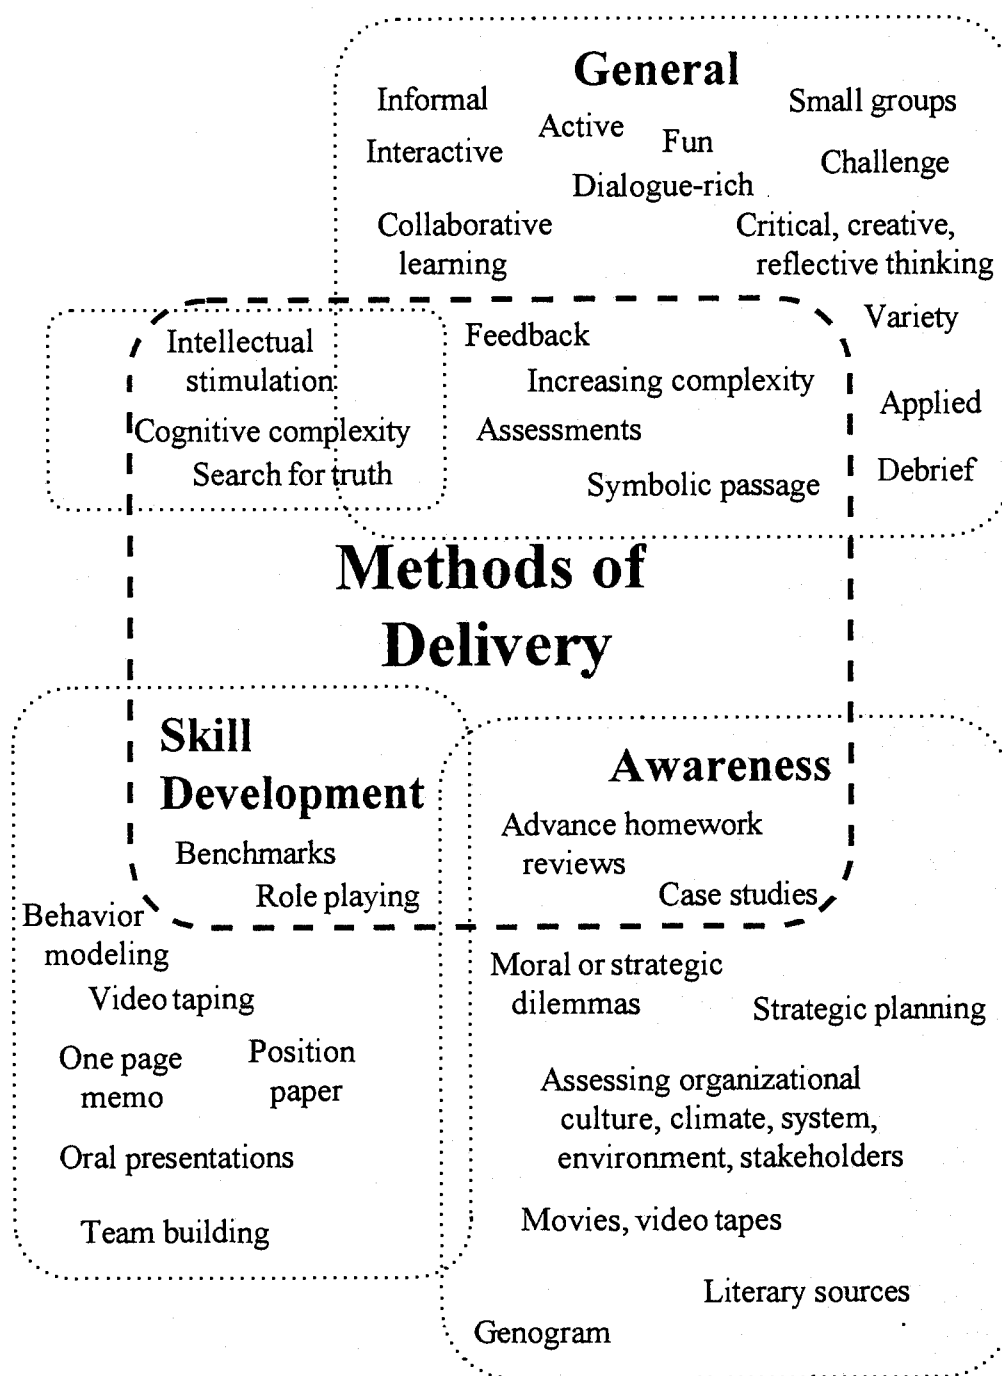 General
Informal
Small groups
Active
Fun
Interactive
Challenge
Dialogue-rich
Collaborative
learning
Critical, creative,
reflective thinking
Variety
Intellectual
stimulation
Feedback
Increasing complexity
Applied
Cognitive complexity
Assessments
Search for truth
Symbolic passage
Debrief
Methods of
Delivery
Skill
Development
Benchmarks
Role playing
Behavior
modeling
Video taping
One page
memo
Position
paper
Oral presentations
Team building
Awareness
Advance homework
reviews
Case studies
Moral or strategic
dilemmas
Strategic planning
Assessing organizational
culture, climate, system,
environment, stakeholders
Movies, video tapes
Literary sources
Genogram